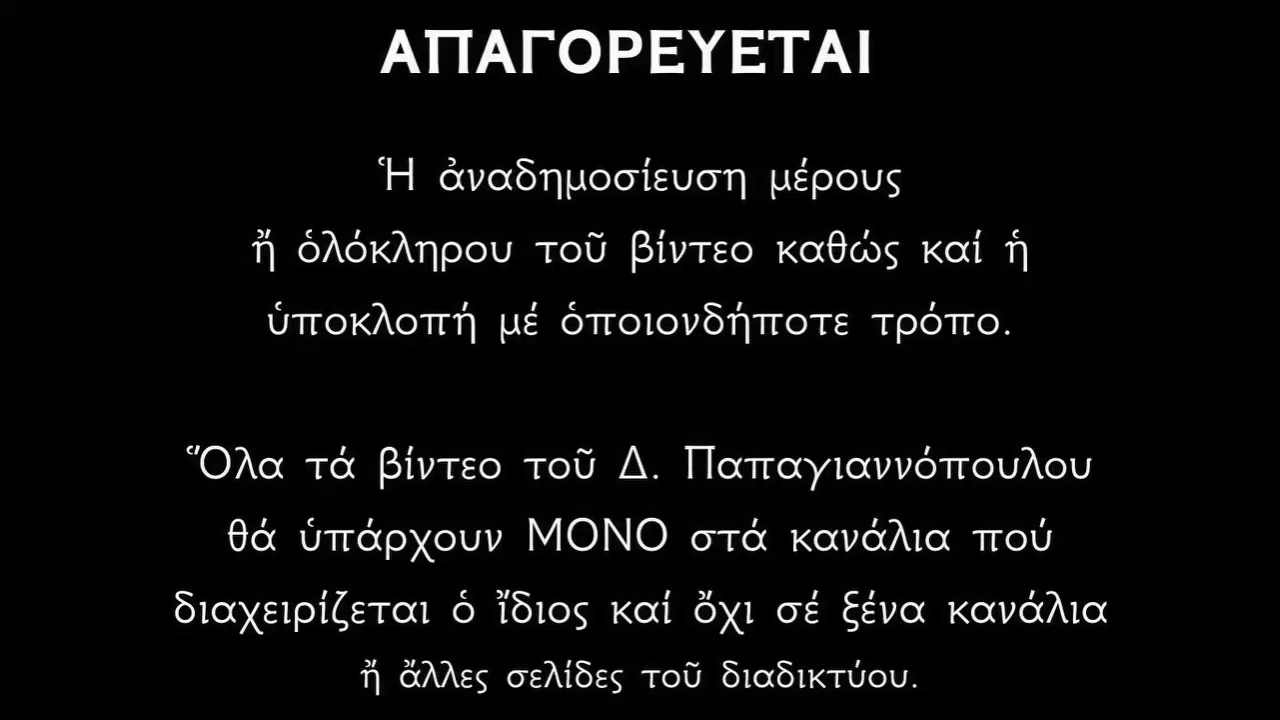 ΑΠΑΓΟΡΕΥΕΤΑΙ
Ἡ ἀναδημοσίευση μέρους
ἤ ὁλόκληρου τοῦ βίντεο καθώς καί ἡ
ὑποκλοπή μέ ὁποιονδήποτε τρόπο.
Ὅλα τά βίντεο τοῦ Δ. Παπαγιαννόπουλου
θά ὑπάρχουν ΜΟΝΟ στά κανάλια πού
διαχειρίζεται ὁ ἴδιος καί ὄχι σέ ξένα κανάλια
ἤ ἄλλες σελίδες τοῦ διαδικτύου.